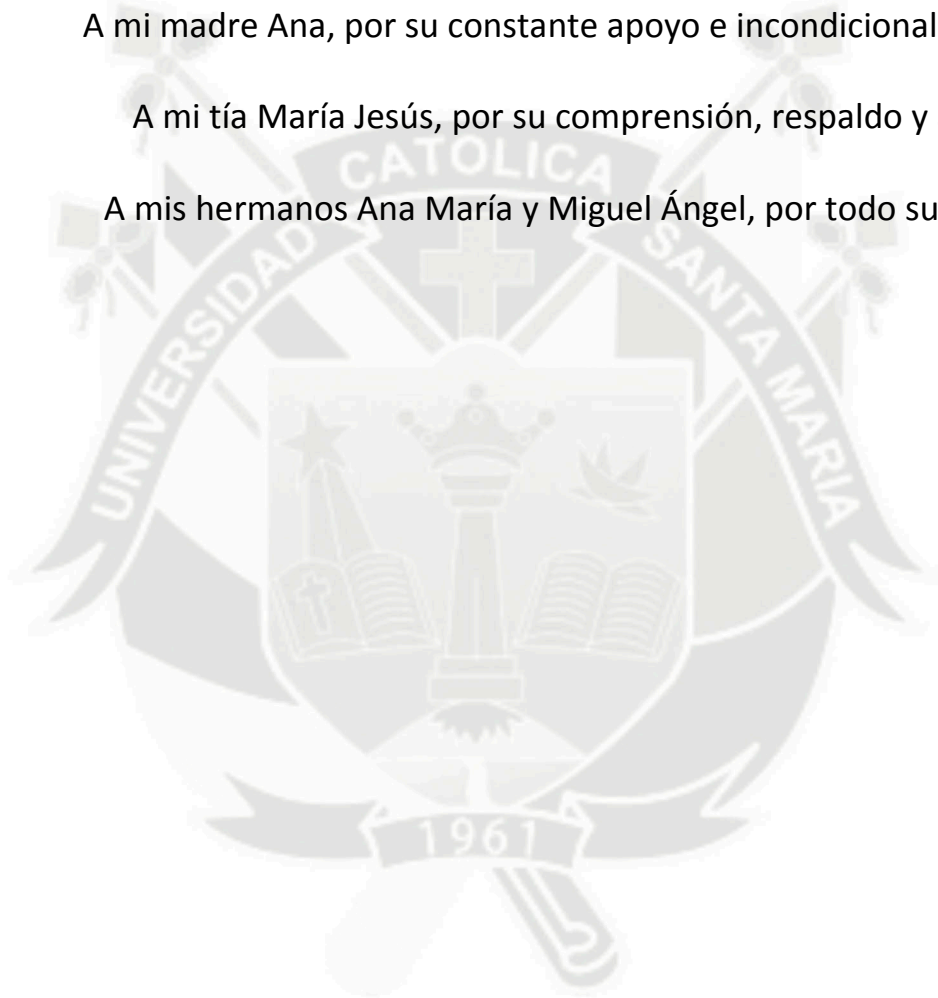 A mi madre Ana, por su constante apoyo e incondicional
A mi tía María Jesús, por su comprensión, respaldo y
A mis hermanos Ana María y Miguel Ángel, por todo su
UNIVERSIDAD CATOLICA SANTA MARIA
1961